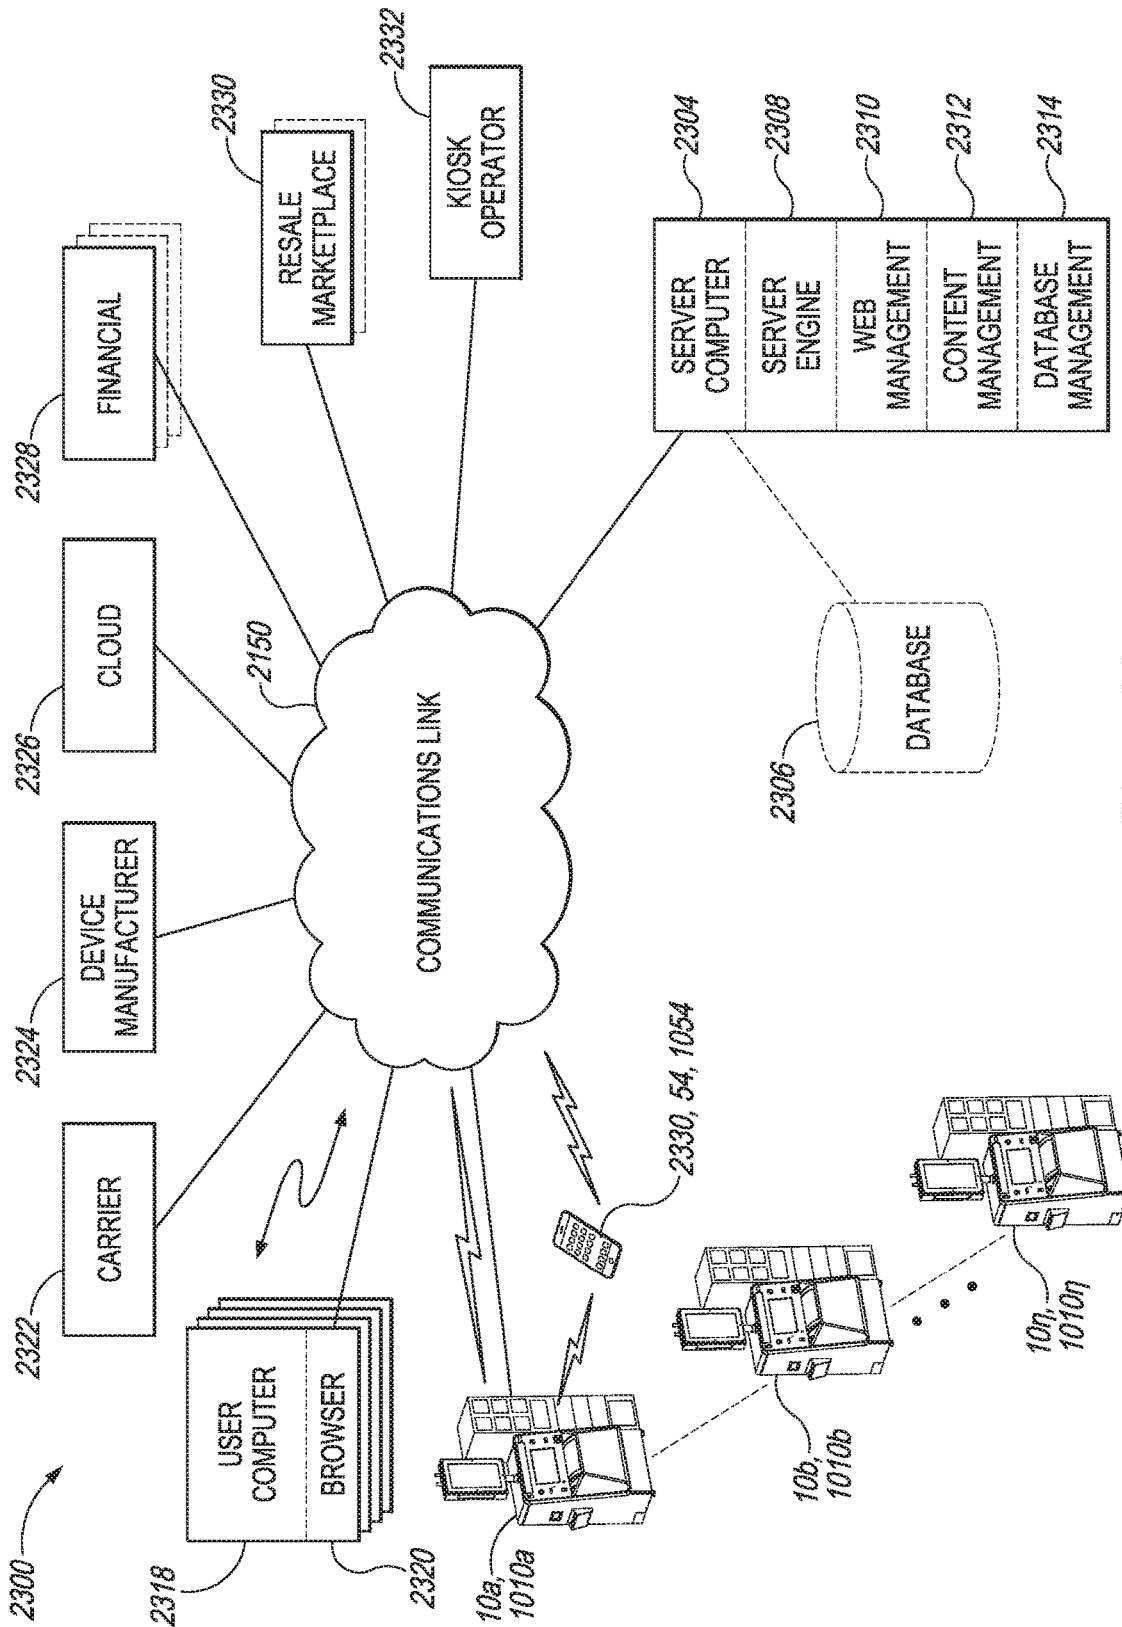 2300
2318
USER
COMPUTER
BROWSER
2320
2322
CARRIER
2324
DEVICE
MANUFACTURER
2326
CLOUD
2328
FINANCIAL
2330
RESALE
MARKETPLACE
2332
KIOSK
OPERATOR
2150
COMMUNICATIONS LINK
10a,
1010a
2330, 54, 1054
10b,
1010b
10η,
1010η
2306
DATABASE
SERVER
COMPUTER
2304
SERVER
ENGINE
2308
WEB
MANAGEMENT
2310
CONTENT
MANAGEMENT
2312
DATABASE
MANAGEMENT
2314